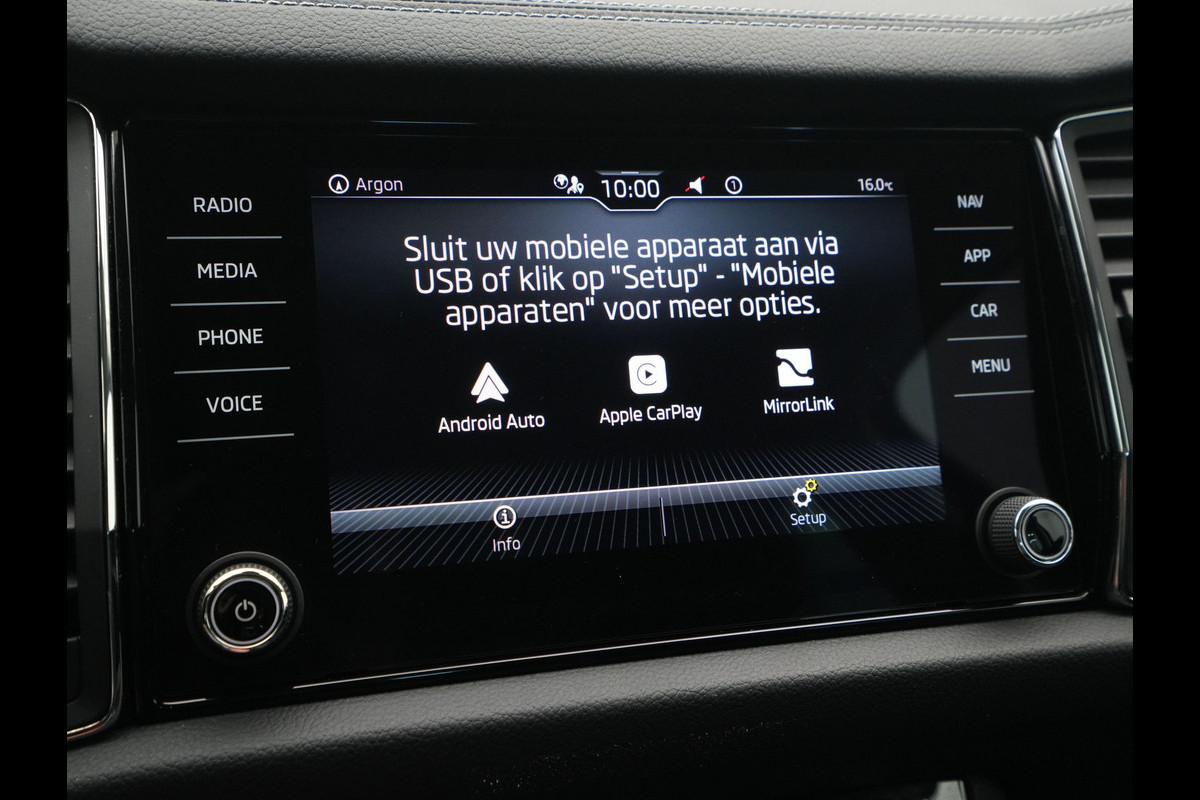 Argon
10:00
1
16.0°C
RADIO
MEDIA
PHONE
VOICE
Sluit uw mobiele apparaat aan via
USB of klik op "Setup" - "Mobiele
apparaten" voor meer opties.
Android Auto
Apple CarPlay
MirrorLink
Info
Setup
NAV
APP
CAR
MENU